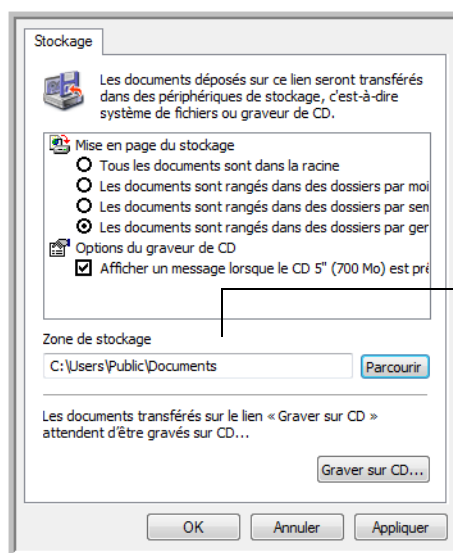 Stockage
Les documents déposés sur ce lien seront transférés
dans des périphériques de stockage, c'est-à-dire
système de fichiers ou graveur de CD.
Mise en page du stockage
Tous les documents sont dans la racine
Les documents sont rangés dans des dossiers par moi
Les documents sont rangés dans des dossiers par sem
Les documents sont rangés dans des dossiers par ger
Options du graveur de CD
Afficher un message lorsque le CD 5" (700 Mo) est prê
Zone de stockage
C:\Users\Public\Documents
Parcourir
Les documents transférés sur le lien « Graver sur CD »
attendent d'être gravés sur CD...
Graver sur CD...
OK
Annuler
Appliquer